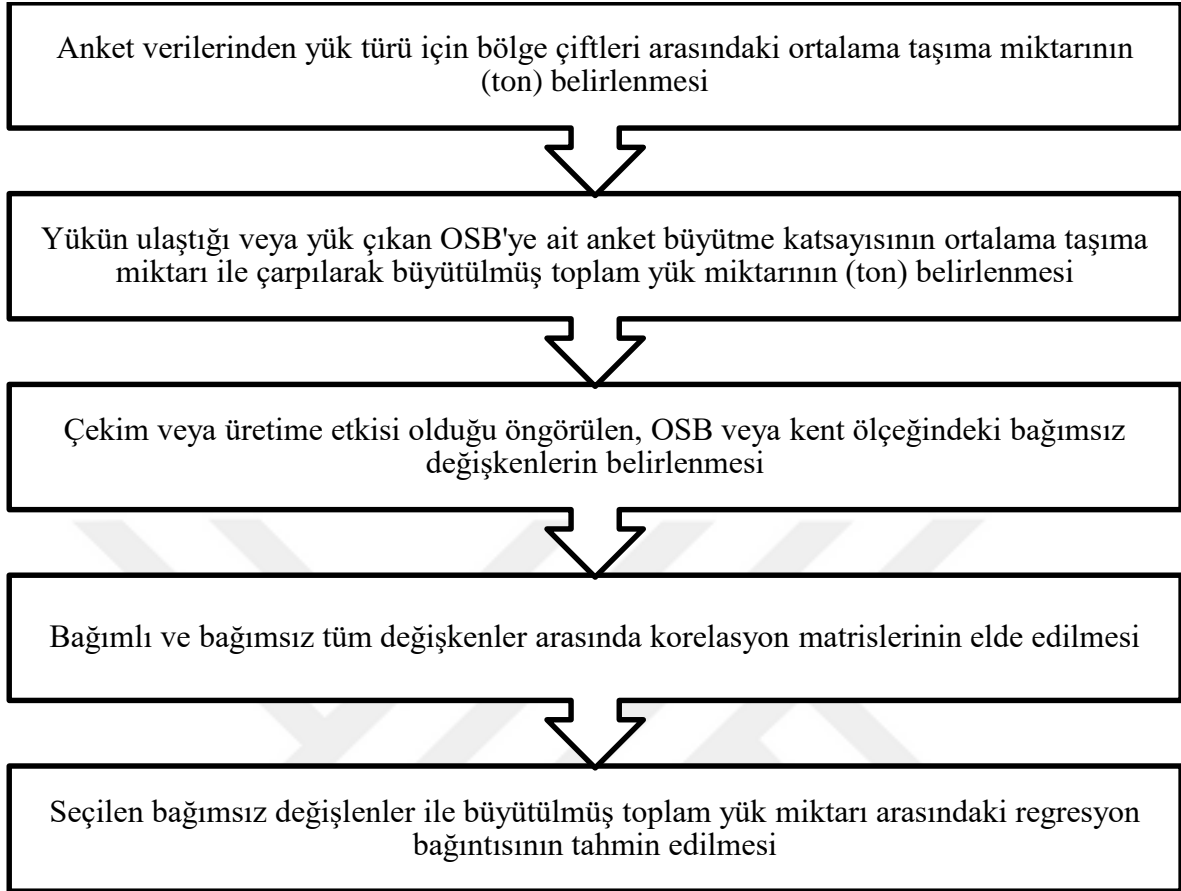 Anket verilerinden yük türü için bölge çiftleri arasındaki ortalama taşıma miktarının
(ton) belirlenmesi
Yükün ulaştığı veya yük çıkan OSB'ye ait anket büyütme katsayısının ortalama taşıma
miktarı ile çarpılarak büyütülmüş toplam yük miktarının (ton) belirlenmesi
Çekim veya üretime etkisi olduğu öngörülen, OSB veya kent ölçeğindeki bağımsız
değişkenlerin belirlenmesi
Bağımlı ve bağımsız tüm değişkenler arasında korelasyon matrislerinin elde edilmesi
Seçilen bağımsız değişlenler ile büyütülmüş toplam yük miktarı arasındaki regresyon
bağıntısının tahmin edilmesi